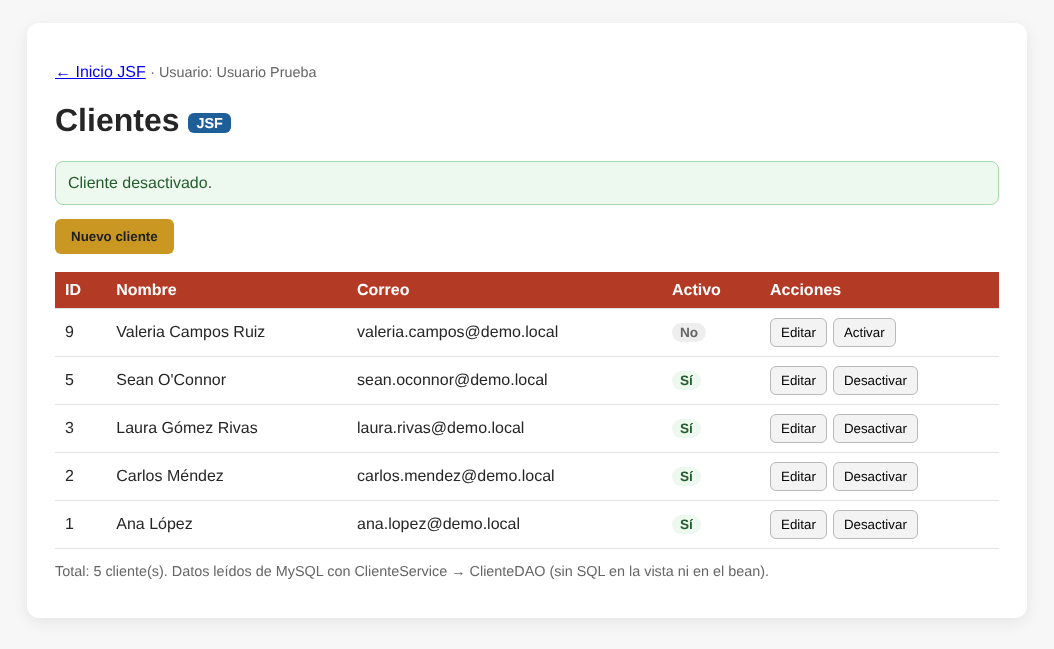 ← Inicio JSF · Usuario: Usuario Prueba
Clientes JSF
Cliente desactivado.
Nuevo cliente
ID Nombre Correo Activo Acciones
9 Valeria Campos Ruiz valeria.campos@demo.local No Editar Activar
5 Sean O'Connor sean.oconnor@demo.local Sí Editar Desactivar
3 Laura Gómez Rivas laura.rivas@demo.local Sí Editar Desactivar
2 Carlos Méndez carlos.mendez@demo.local Sí Editar Desactivar
1 Ana López ana.lopez@demo.local Sí Editar Desactivar
Total: 5 cliente(s). Datos leídos de MySQL con ClienteService → ClienteDAO (sin SQL en la vista ni en el bean).